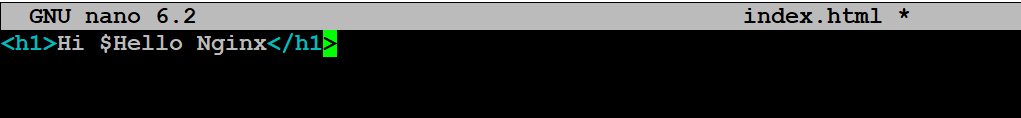 GNU nano 6.2 index.html *
<h1>Hi $Hello Nginx</h1>